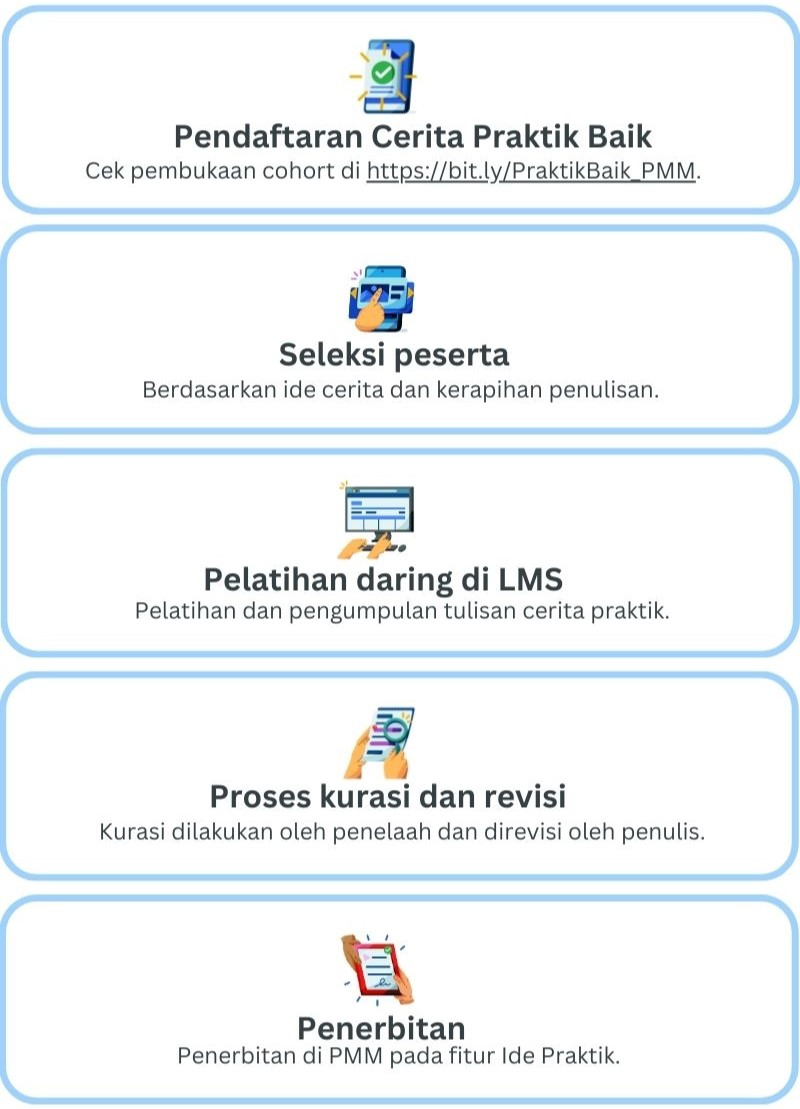 Pendaftaran Cerita Praktik Baik
Cek pembukaan cohort di https://bit.ly/PraktikBaik_PMM.
Seleksi peserta
Berdasarkan ide cerita dan kerapihan penulisan.
Pelatihan daring di LMS
Pelatihan dan pengumpulan tulisan cerita praktik.
Proses kurasi dan revisi
Kurasi dilakukan oleh penelaah dan direvisi oleh penulis.
Penerbitan
Penerbitan di PMM pada fitur Ide Praktik.